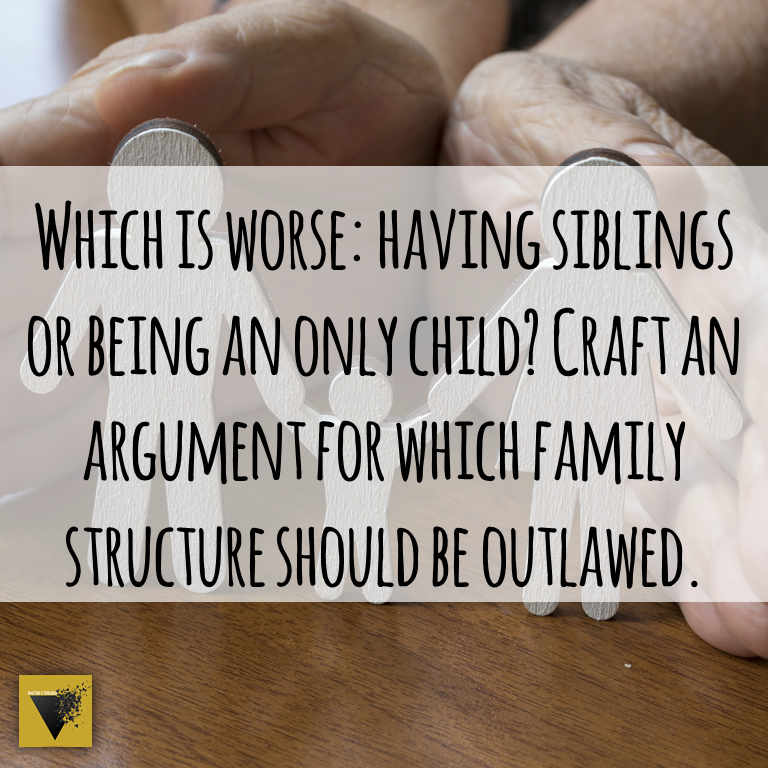 Which is worse: having siblings
or being an only child? Craft an
argument for which family
structure should be outlawed.